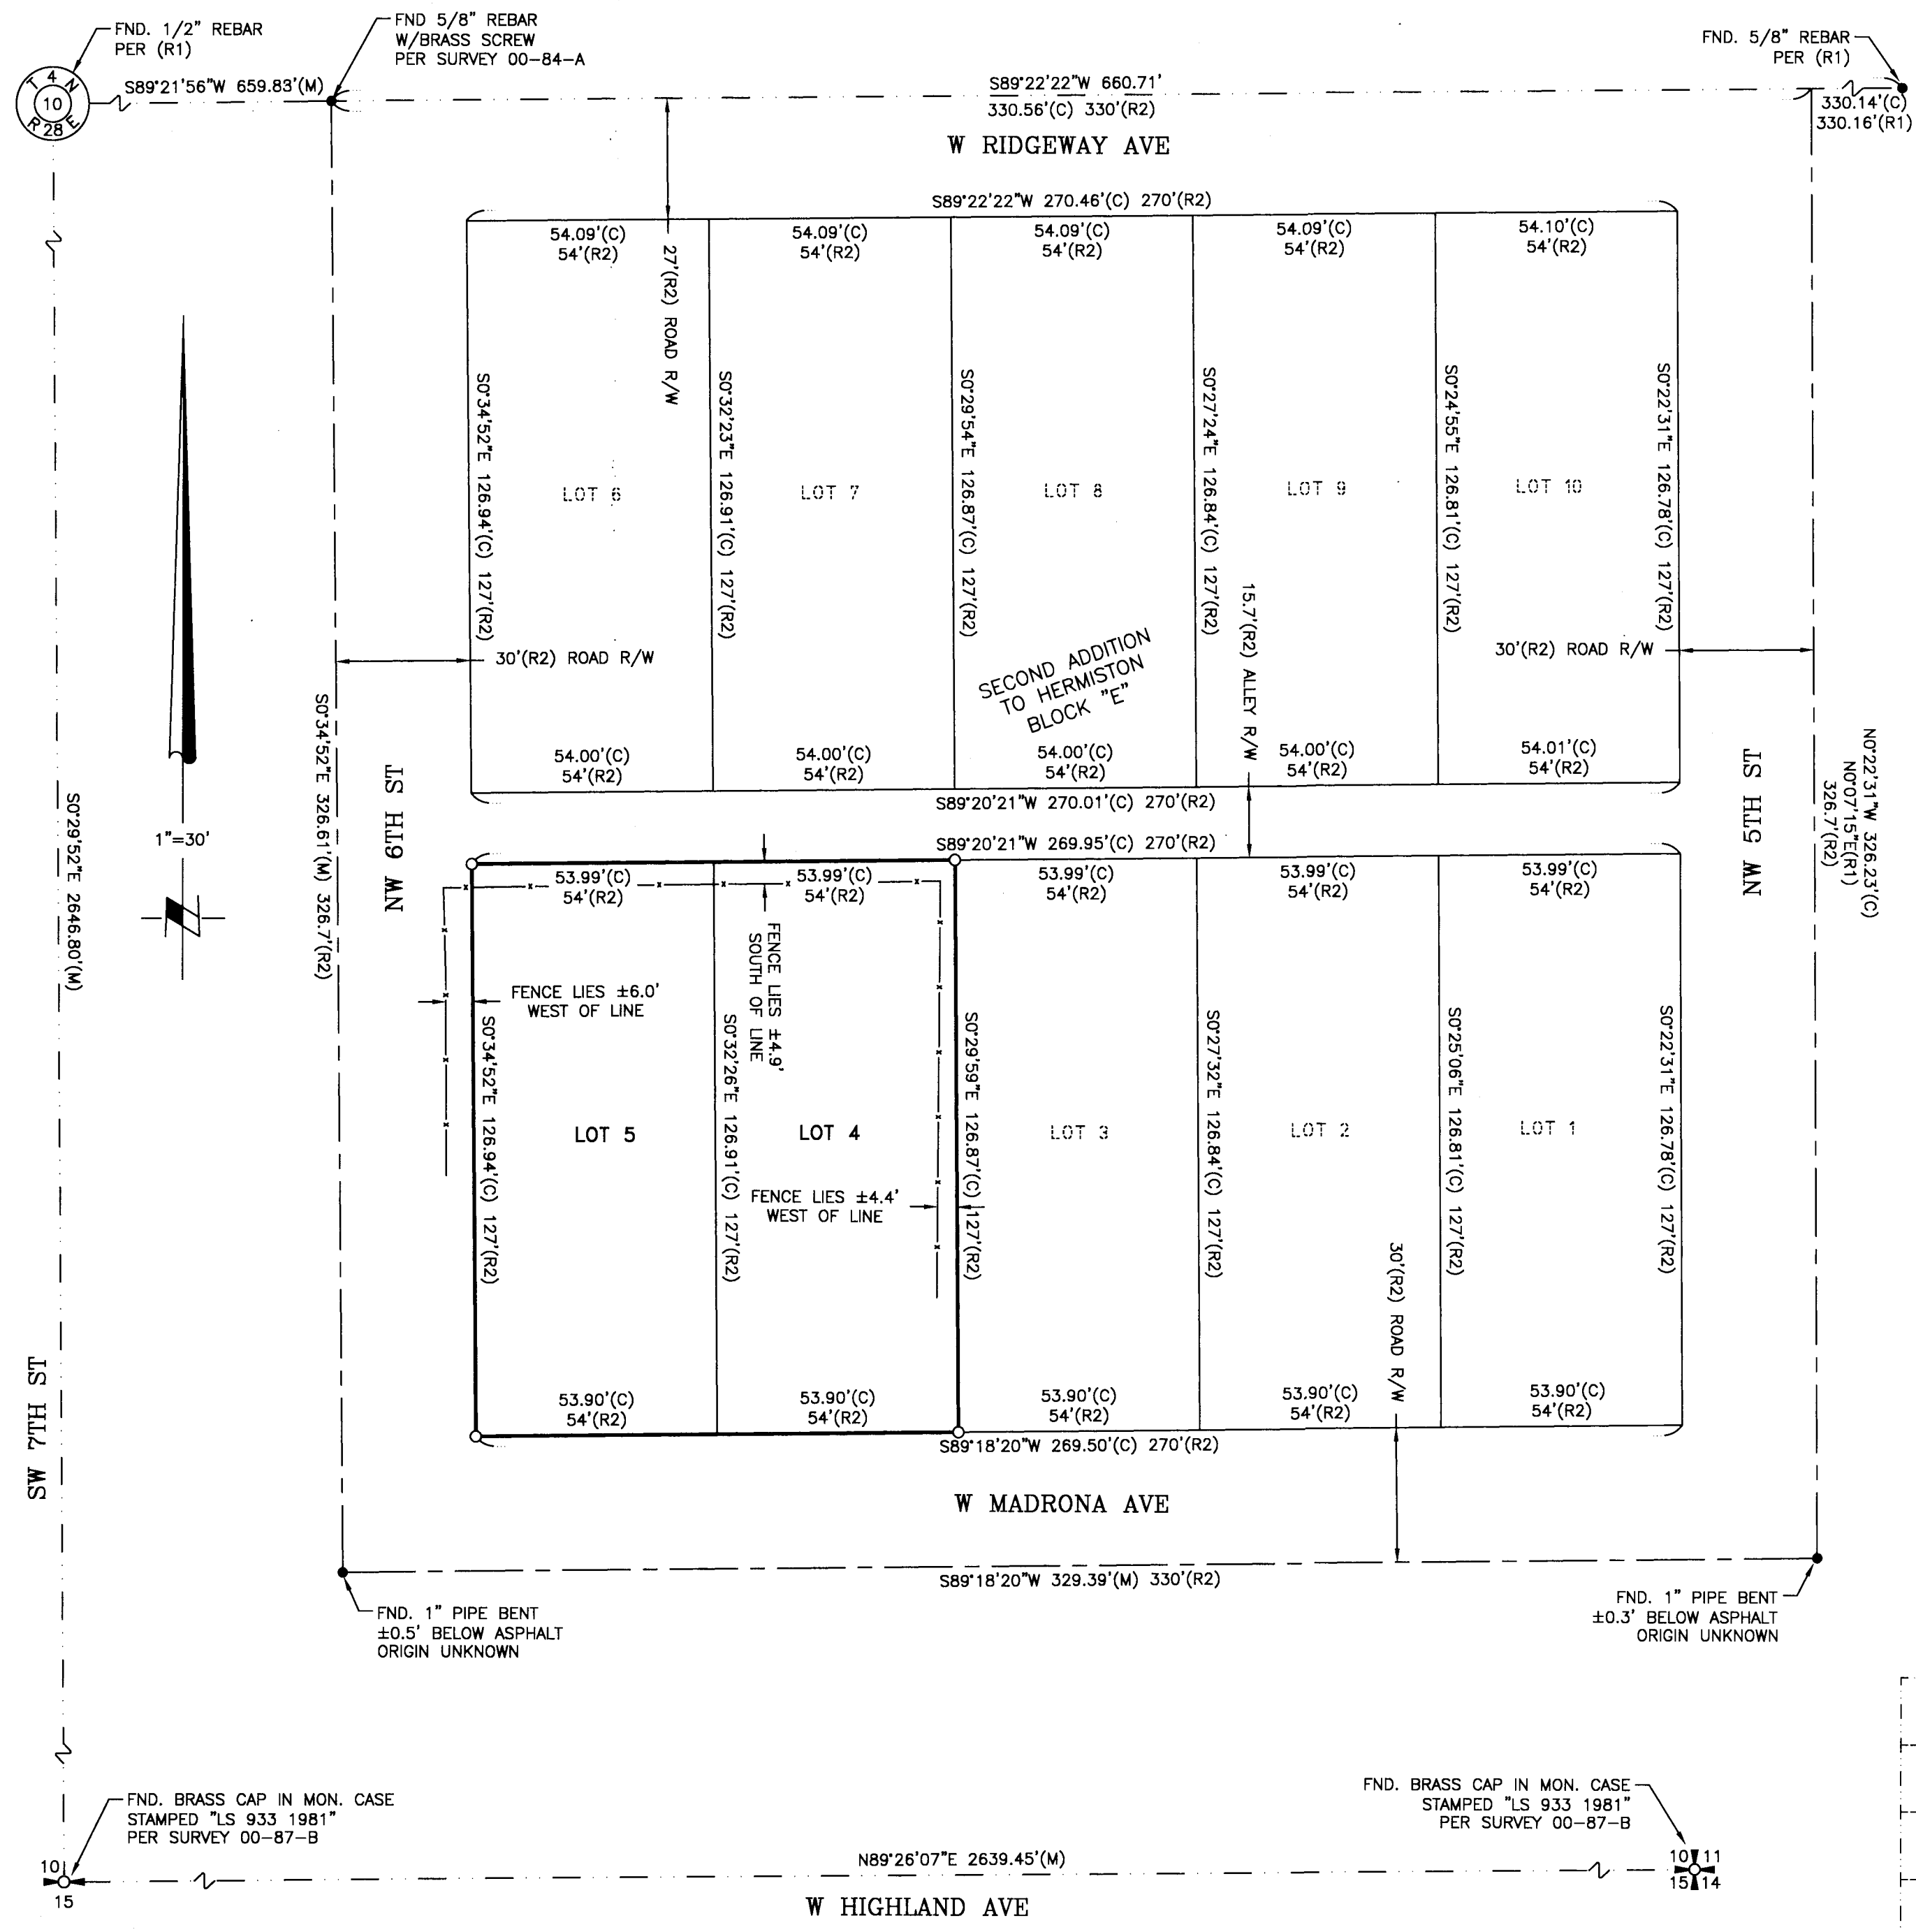 FND. 1/2" REBAR
PER (R1)
FND 5/8" REBAR
W/BRASS SCREW
PER SURVEY 00-84-A
FND. 5/8" REBAR
PER (R1)
T 4 N
10
R 28 E
S89°21'56"W 659.83'(M)
S89°22'22"W 660.71'
330.56'(C) 330'(R2)
330.14'(C)
330.16'(R1)
W RIDGEWAY AVE
S89°22'22"W 270.46'(C) 270'(R2)
54.09'(C)
54'(R2)
54.09'(C)
54'(R2)
54.09'(C)
54'(R2)
54.09'(C)
54'(R2)
54.10'(C)
54'(R2)
27'(R2) ROAD R/W
S0°34'52"E 126.94'(C) 127'(R2)
S0°32'23"E 126.91'(C) 127'(R2)
S0°29'54"E 126.87'(C) 127'(R2)
S0°27'24"E 126.84'(C) 127'(R2)
S0°24'55"E 126.81'(C) 127'(R2)
S0°22'31"E 126.78'(C) 127'(R2)
LOT 6
LOT 7
LOT 8
LOT 9
LOT 10
30'(R2) ROAD R/W
SECOND ADDITION
TO HERMISTON
BLOCK "E"
15.7'(R2) ALLEY R/W
30'(R2) ROAD R/W
54.00'(C)
54'(R2)
54.00'(C)
54'(R2)
54.00'(C)
54'(R2)
54.00'(C)
54'(R2)
54.01'(C)
54'(R2)
S89°20'21"W 270.01'(C) 270'(R2)
1"=30'
N
S0°29'52"E 2646.80'(M)
S0°34'52"E 326.61'(M) 326.7'(R2)
NW 6TH ST
NW 5TH ST
N0°22'31"W 326.23'(C)
N0°07'15"E(R1)
326.7'(R2)
S89°20'21"W 269.95'(C) 270'(R2)
53.99'(C)
54'(R2)
53.99'(C)
54'(R2)
53.99'(C)
54'(R2)
53.99'(C)
54'(R2)
53.99'(C)
54'(R2)
FENCE LIES ±6.0'
WEST OF LINE
FENCE LIES ±4.9'
SOUTH OF LINE
S0°34'52"E 126.94'(C) 127'(R2)
S0°32'26"E 126.91'(C) 127'(R2)
S0°29'59"E 126.87'(C) 127'(R2)
S0°27'32"E 126.84'(C) 127'(R2)
S0°25'06"E 126.81'(C) 127'(R2)
S0°22'31"E 126.78'(C) 127'(R2)
LOT 5
LOT 4
LOT 3
LOT 2
LOT 1
FENCE LIES ±4.4'
WEST OF LINE
30'(R2) ROAD R/W
53.90'(C)
54'(R2)
53.90'(C)
54'(R2)
53.90'(C)
54'(R2)
53.90'(C)
54'(R2)
53.90'(C)
54'(R2)
S89°18'20"W 269.50'(C) 270'(R2)
SW 7TH ST
W MADRONA AVE
S89°18'20"W 329.39'(M) 330'(R2)
FND. 1" PIPE BENT
±0.5' BELOW ASPHALT
ORIGIN UNKNOWN
FND. 1" PIPE BENT
±0.3' BELOW ASPHALT
ORIGIN UNKNOWN
FND. BRASS CAP IN MON. CASE
STAMPED "LS 933 1981"
PER SURVEY 00-87-B
FND. BRASS CAP IN MON. CASE
STAMPED "LS 933 1981"
PER SURVEY 00-87-B
10
15
N89°26'07"E 2639.45'(M)
10 11
15 14
W HIGHLAND AVE